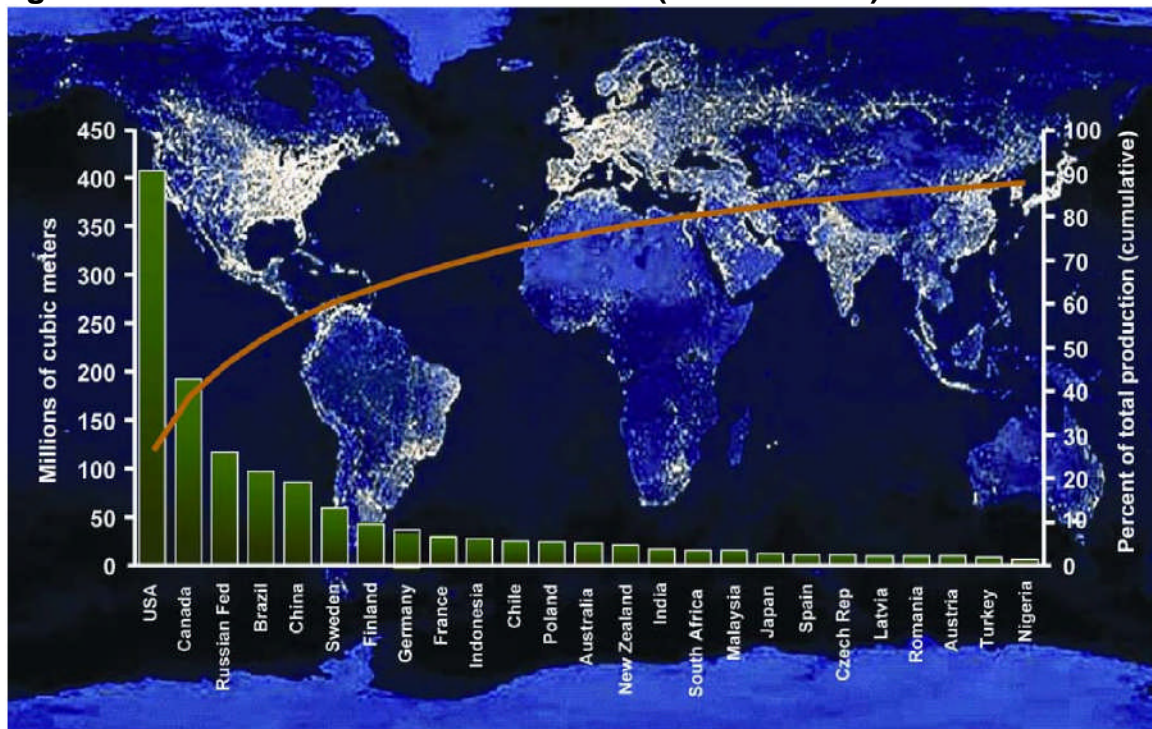 450
400
350
300
250
200
150
100
50
0
Millions of cubic meters
100
90
80
70
60
50
40
30
20
10
0
Percent of total production (cumulative)
USA
Canada
Russian Fed
Brazil
China
Sweden
Finland
Germany
France
Indonesia
Chile
Poland
Australia
New Zealand
India
South Africa
Malaysia
Japan
Spain
Czech Rep
Latvia
Romania
Austria
Turkey
Nigeria